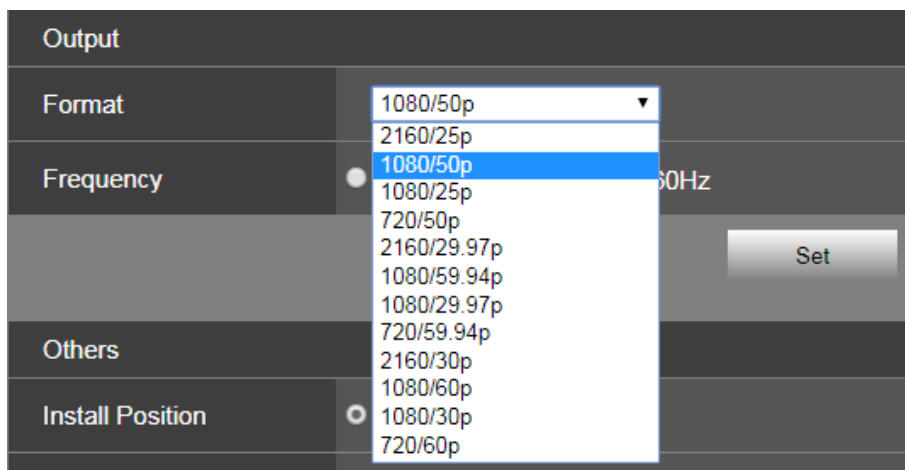 Output
Format
1080/50p
2160/25p
1080/50p
Frequency
60Hz
1080/25p
720/50p
2160/29.97p
Set
1080/59.94p
1080/29.97p
720/59.94p
Others
2160/30p
1080/60p
Install Position
1080/30p
720/60p